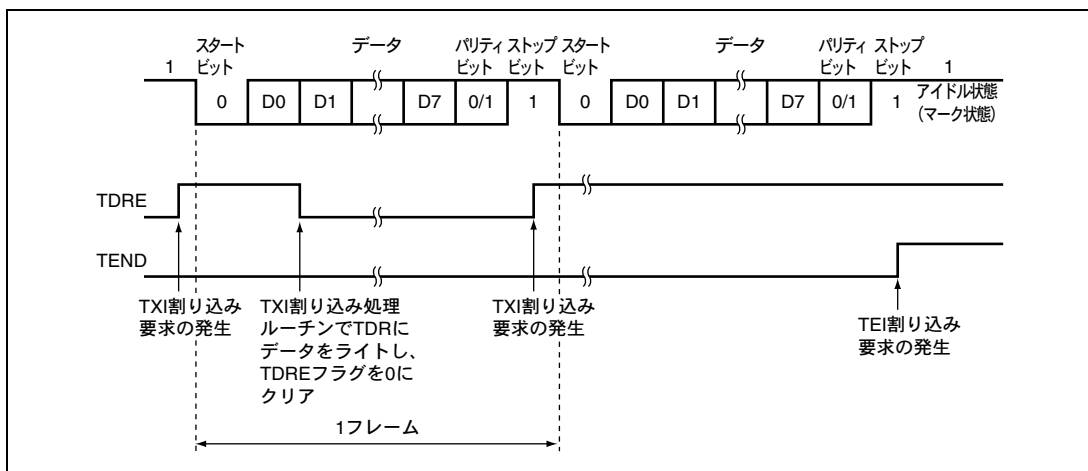 スタート データ パリティ ストップ スタート データ パリティ ストップ
1 ビット ビット ビット ビット ビット ビット 1
0 D0 D1 D7 0/1 1 0 D0 D1 D7 0/1 1 アイドル状態
(マーク状態)
TDRE
TEND
TXI割り込み
要求の発生
TXI割り込み処理
ルーチンでTDRに
データをライトし、
TDREフラグを0に
クリア
TXI割り込み
要求の発生
TEI割り込み
要求の発生
1フレーム